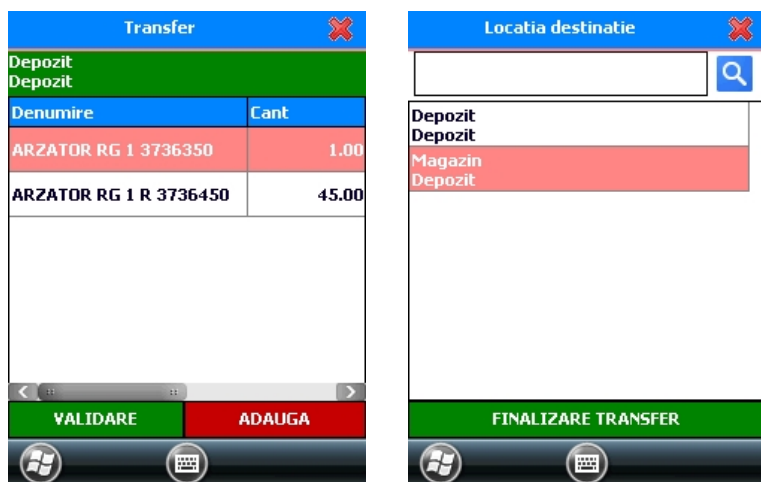 Transfer
Depozit
Depozit
Denumire Cant
ARZATOR RG 1 3736350 1.00
ARZATOR RG 1 R 3736450 45.00
VALIDARE ADAUGA
Locatia destinatie
Depozit
Depozit
Magazin
Depozit
FINALIZARE TRANSFER